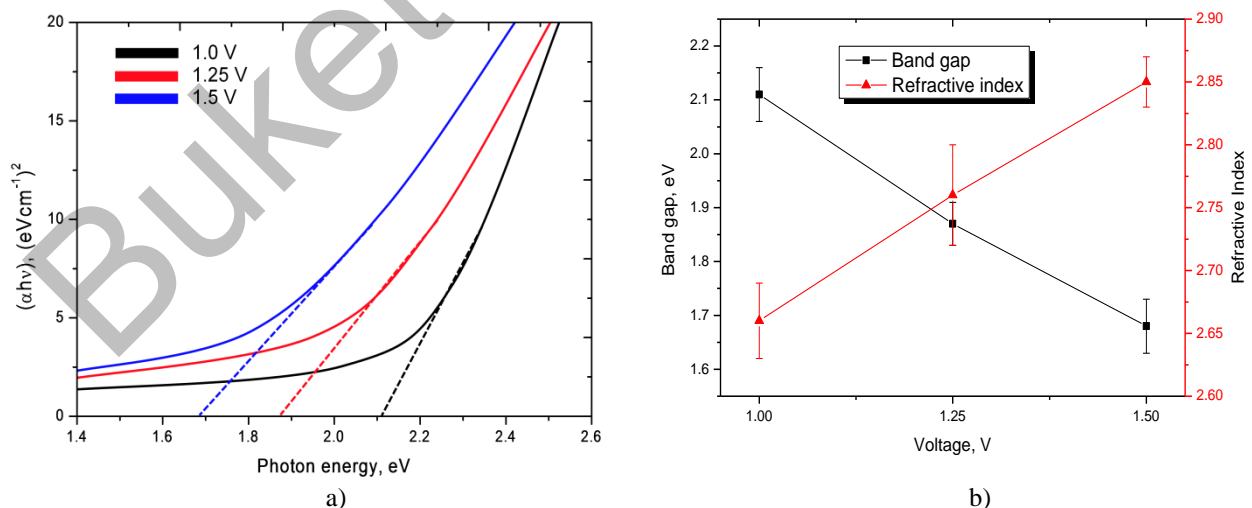 Buket
20
15
10
5
0
(αhν), (eVcm⁻¹)²
1.0 V
1.25 V
1.5 V
1.4 1.6 1.8 2.0 2.2 2.4 2.6
Photon energy, eV
a)
2.2
2.1
2.0
1.9
1.8
1.7
1.6
Band gap, eV
Band gap
Refractive index
2.90
2.85
2.80
2.75
2.70
2.65
2.60
Refractive Index
1.00 1.25 1.50
Voltage, V
b)